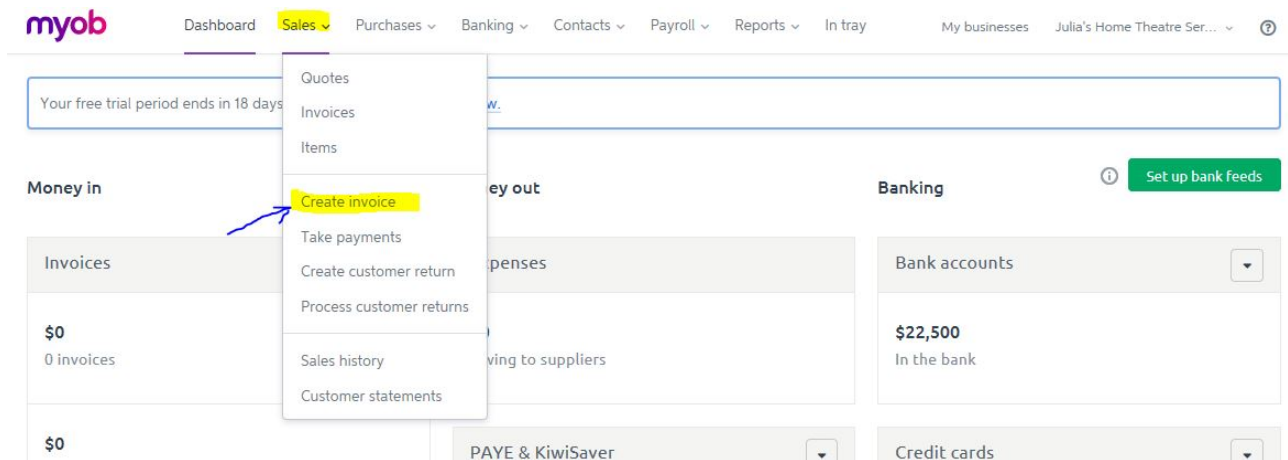 myob Dashboard Sales Purchases Banking Contacts Payroll Reports In tray My businesses Julia's Home Theatre Ser...
Quotes
Your free trial period ends in 18 days w.
Invoices
Items
Money in ey out Banking Set up bank feeds
Create invoice
Take payments
Invoices penses Bank accounts
Create customer return
Process customer returns
$0 $22,500
0 invoices ving to suppliers In the bank
Sales history
Customer statements
$0 PAYE & KiwiSaver Credit cards